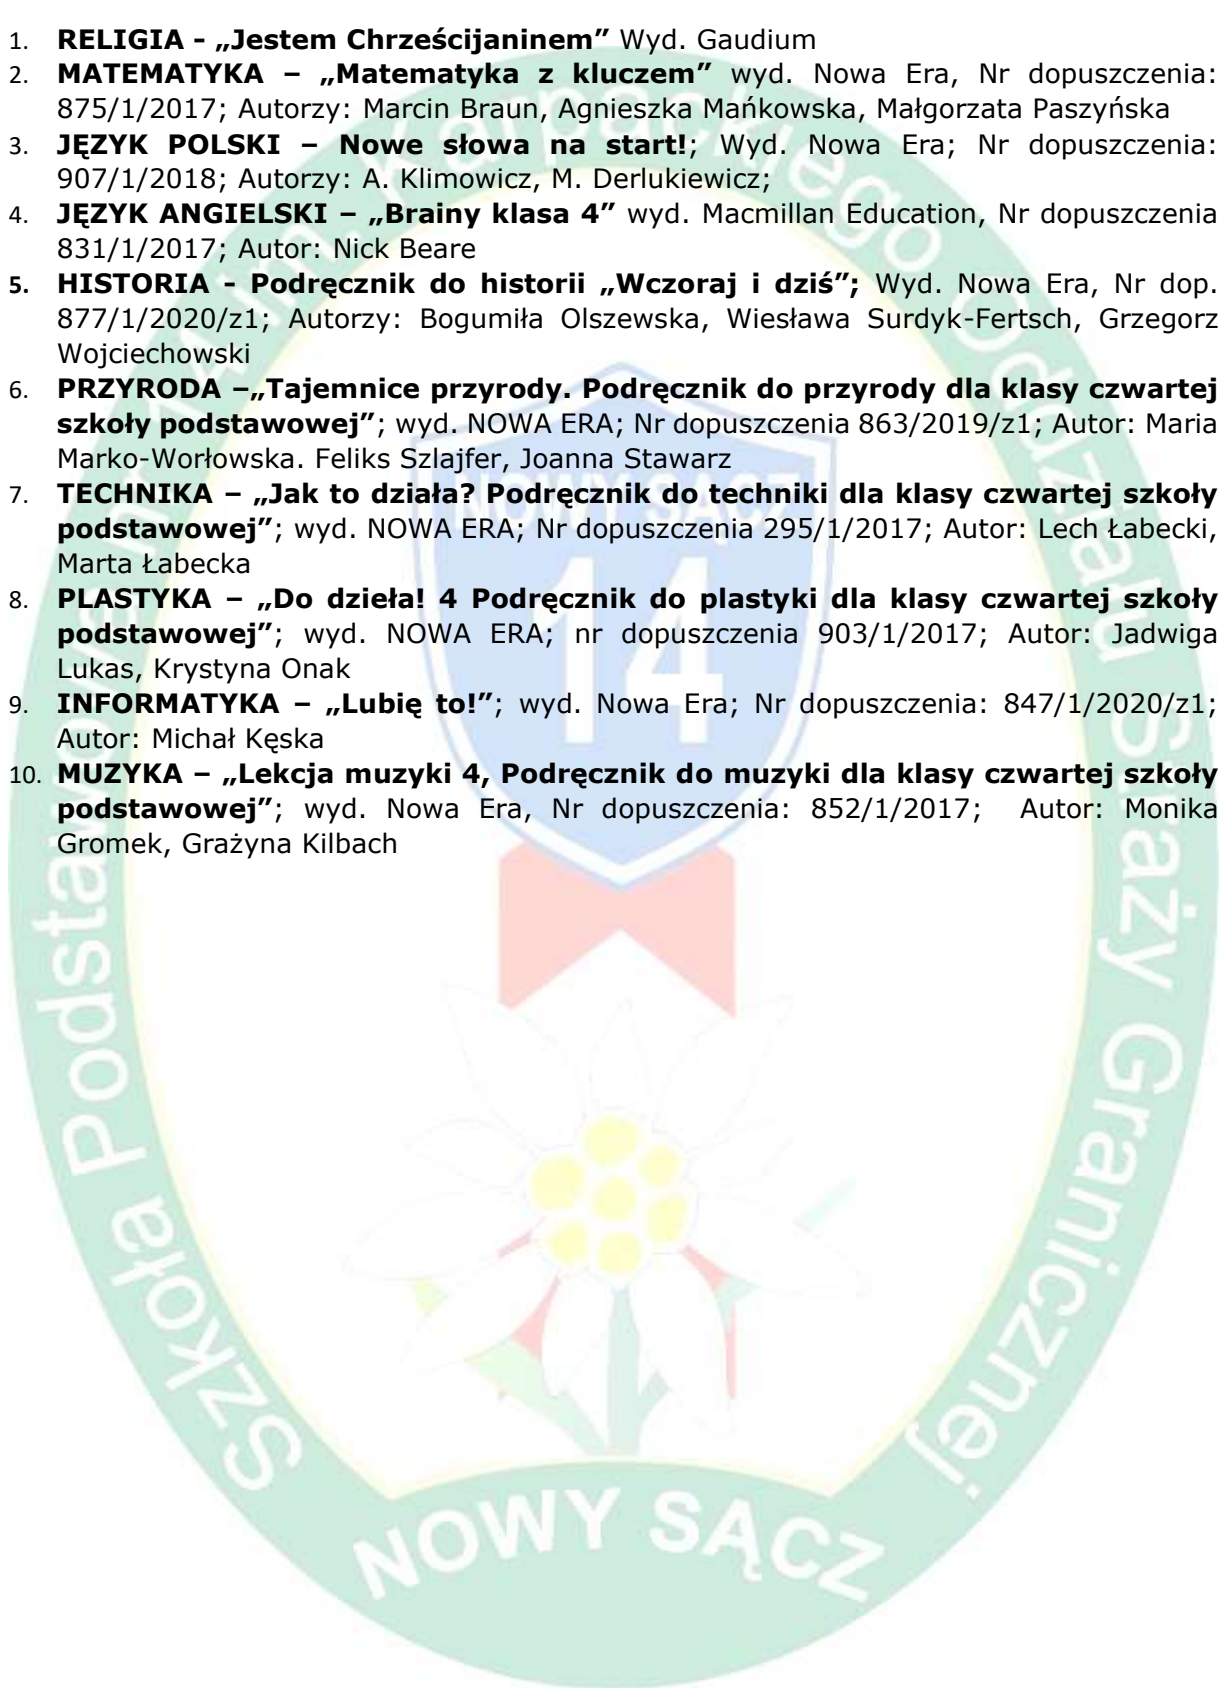 1. RELIGIA - „Jestem Chrześcijaninem” Wyd. Gaudium
2. MATEMATYKA – „Matematyka z kluczem” wyd. Nowa Era, Nr dopuszczenia:
875/1/2017; Autorzy: Marcin Braun, Agnieszka Mańkowska, Małgorzata Paszyńska
3. JĘZYK POLSKI – Nowe słowa na start!; Wyd. Nowa Era; Nr dopuszczenia:
907/1/2018; Autorzy: A. Klimowicz, M. Derlukiewicz;
4. JĘZYK ANGIELSKI – „Brainy klasa 4” wyd. Macmillan Education, Nr dopuszczenia
831/1/2017; Autor: Nick Beare
5. HISTORIA - Podręcznik do historii „Wczoraj i dziś”; Wyd. Nowa Era, Nr dop.
877/1/2020/z1; Autorzy: Bogumiła Olszewska, Wiesława Surdyk-Fertsch, Grzegorz
Wojciechowski
6. PRZYRODA –„Tajemnice przyrody. Podręcznik do przyrody dla klasy czwartej
szkoły podstawowej”; wyd. NOWA ERA; Nr dopuszczenia 863/2019/z1; Autor: Maria
Marko-Worłowska. Feliks Szlajfer, Joanna Stawarz
7. TECHNIKA – „Jak to działa? Podręcznik do techniki dla klasy czwartej szkoły
podstawowej”; wyd. NOWA ERA; Nr dopuszczenia 295/1/2017; Autor: Lech Łabecki,
Marta Łabecka
8. PLASTYKA – „Do dzieła! 4 Podręcznik do plastyki dla klasy czwartej szkoły
podstawowej”; wyd. NOWA ERA; nr dopuszczenia 903/1/2017; Autor: Jadwiga
Lukas, Krystyna Onak
9. INFORMATYKA – „Lubię to!”; wyd. Nowa Era; Nr dopuszczenia: 847/1/2020/z1;
Autor: Michał Kęska
10. MUZYKA – „Lekcja muzyki 4, Podręcznik do muzyki dla klasy czwartej szkoły
podstawowej”; wyd. Nowa Era, Nr dopuszczenia: 852/1/2017; Autor: Monika
Gromek, Grażyna Kilbach
Szkoła Podstawowa nr 14 im. Karpackiego Oddziału Straży Granicznej
NOWY SĄCZ
14
NOWY SĄCZ